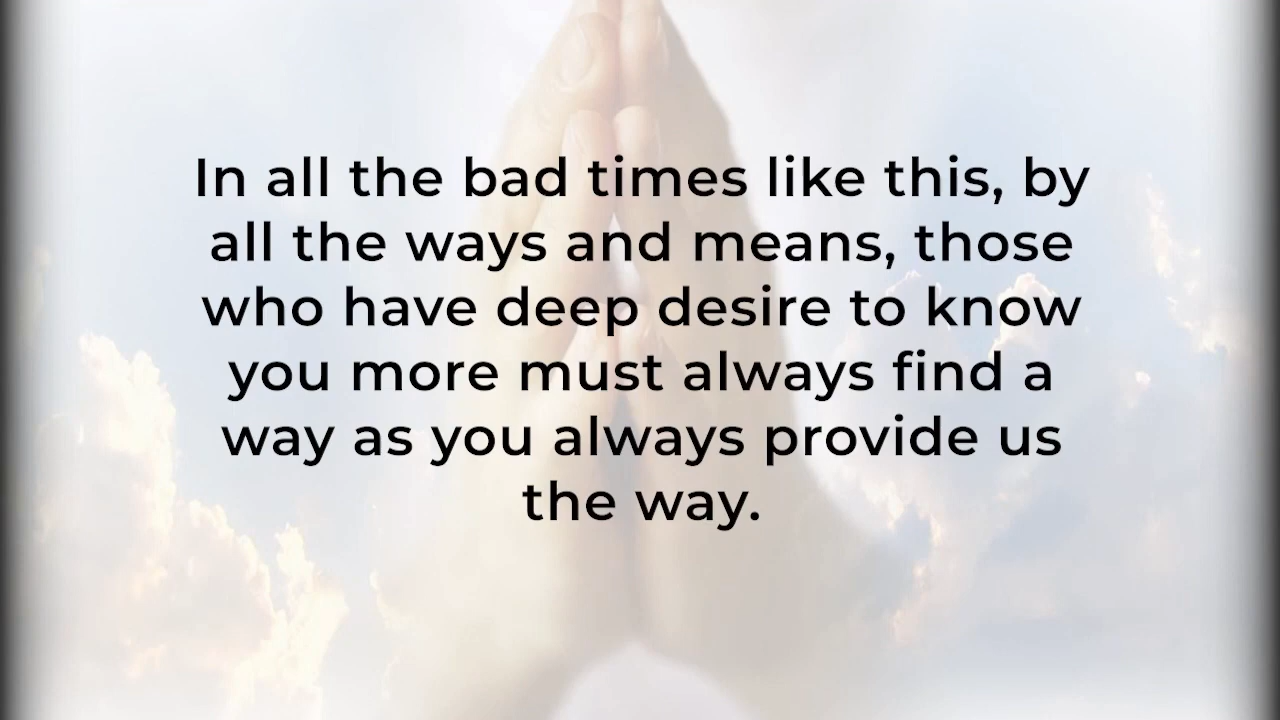 In all the bad times like this, by
all the ways and means, those
who have deep desire to know
you more must always find a
way as you always provide us
the way.